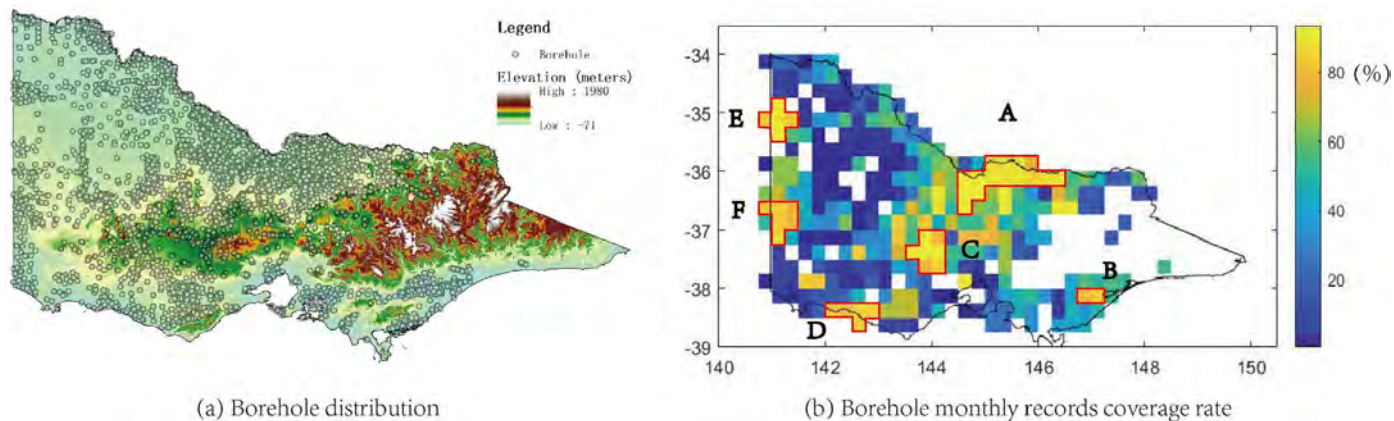 Legend
Borehole
Elevation (meters)
High : 1980
Low : -71
(a) Borehole distribution
-34
-35
-36
-37
-38
-39
140
142
144
146
148
150
A
B
C
D
E
F
80
60
40
20
(%)
(b) Borehole monthly records coverage rate